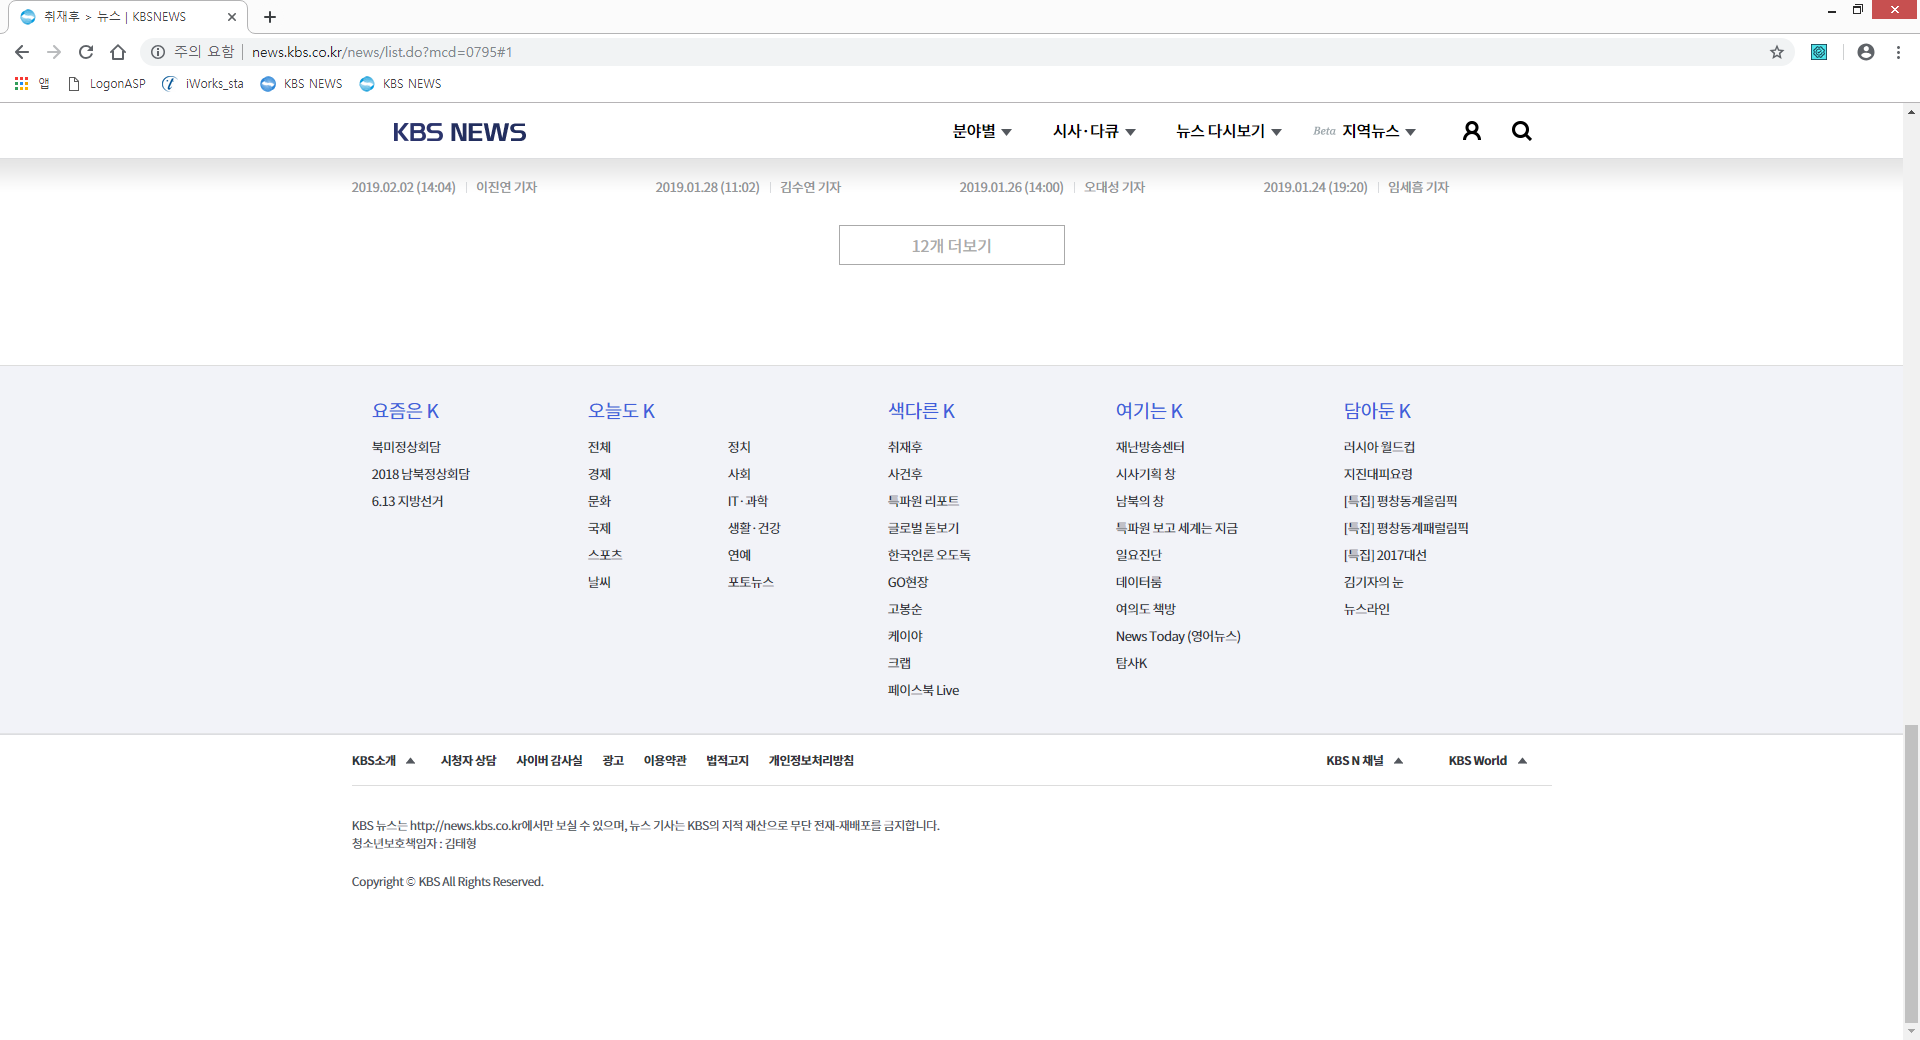 취재후 > 뉴스 | KBSNEWS
주의 요함 | news.kbs.co.kr/news/list.do?mcd=0795#1
앱 LogonASP iWorks_sta KBS NEWS KBS NEWS
KBS NEWS 분야별 시사·다큐 뉴스 다시보기 Beta 지역뉴스
2019.02.02 (14:04) 이진연 기자 2019.01.28 (11:02) 김수연 기자 2019.01.26 (14:00) 오대성 기자 2019.01.24 (19:20) 임세흠 기자
12개 더보기
요즘은 K
북미정상회담
2018 남북정상회담
6.13 지방선거
오늘도 K
전체 정치
경제 사회
문화 IT·과학
국제 생활·건강
스포츠 연예
날씨 포토뉴스
색다른 K
취재후
사건후
특파원 리포트
글로벌 돋보기
한국언론 오도독
GO현장
고봉순
케이야
크랩
페이스북 Live
여기는 K
재난방송센터
시사기획 창
남북의 창
특파원 보고 세계는 지금
일요진단
데이터룸
여의도 책방
News Today (영어뉴스)
탐사K
담아둔 K
러시아 월드컵
지진대피요령
[특집] 평창동계올림픽
[특집] 평창동계패럴림픽
[특집] 2017대선
김기자의 눈
뉴스라인
KBS소개 시청자 상담 사이버 감사실 광고 이용약관 법적고지 개인정보처리방침 KBS N 채널 KBS World
KBS 뉴스는 http://news.kbs.co.kr에서만 보실 수 있으며, 뉴스 기사는 KBS의 지적 재산으로 무단 전재-재배포를 금지합니다.
청소년보호책임자 : 김태형
Copyright © KBS All Rights Reserved.